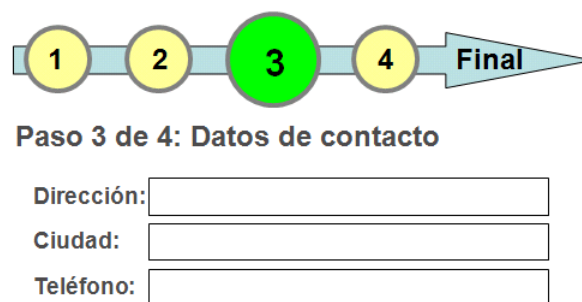 1 2 3 4 Final
Paso 3 de 4: Datos de contacto
Dirección:
Ciudad:
Teléfono: